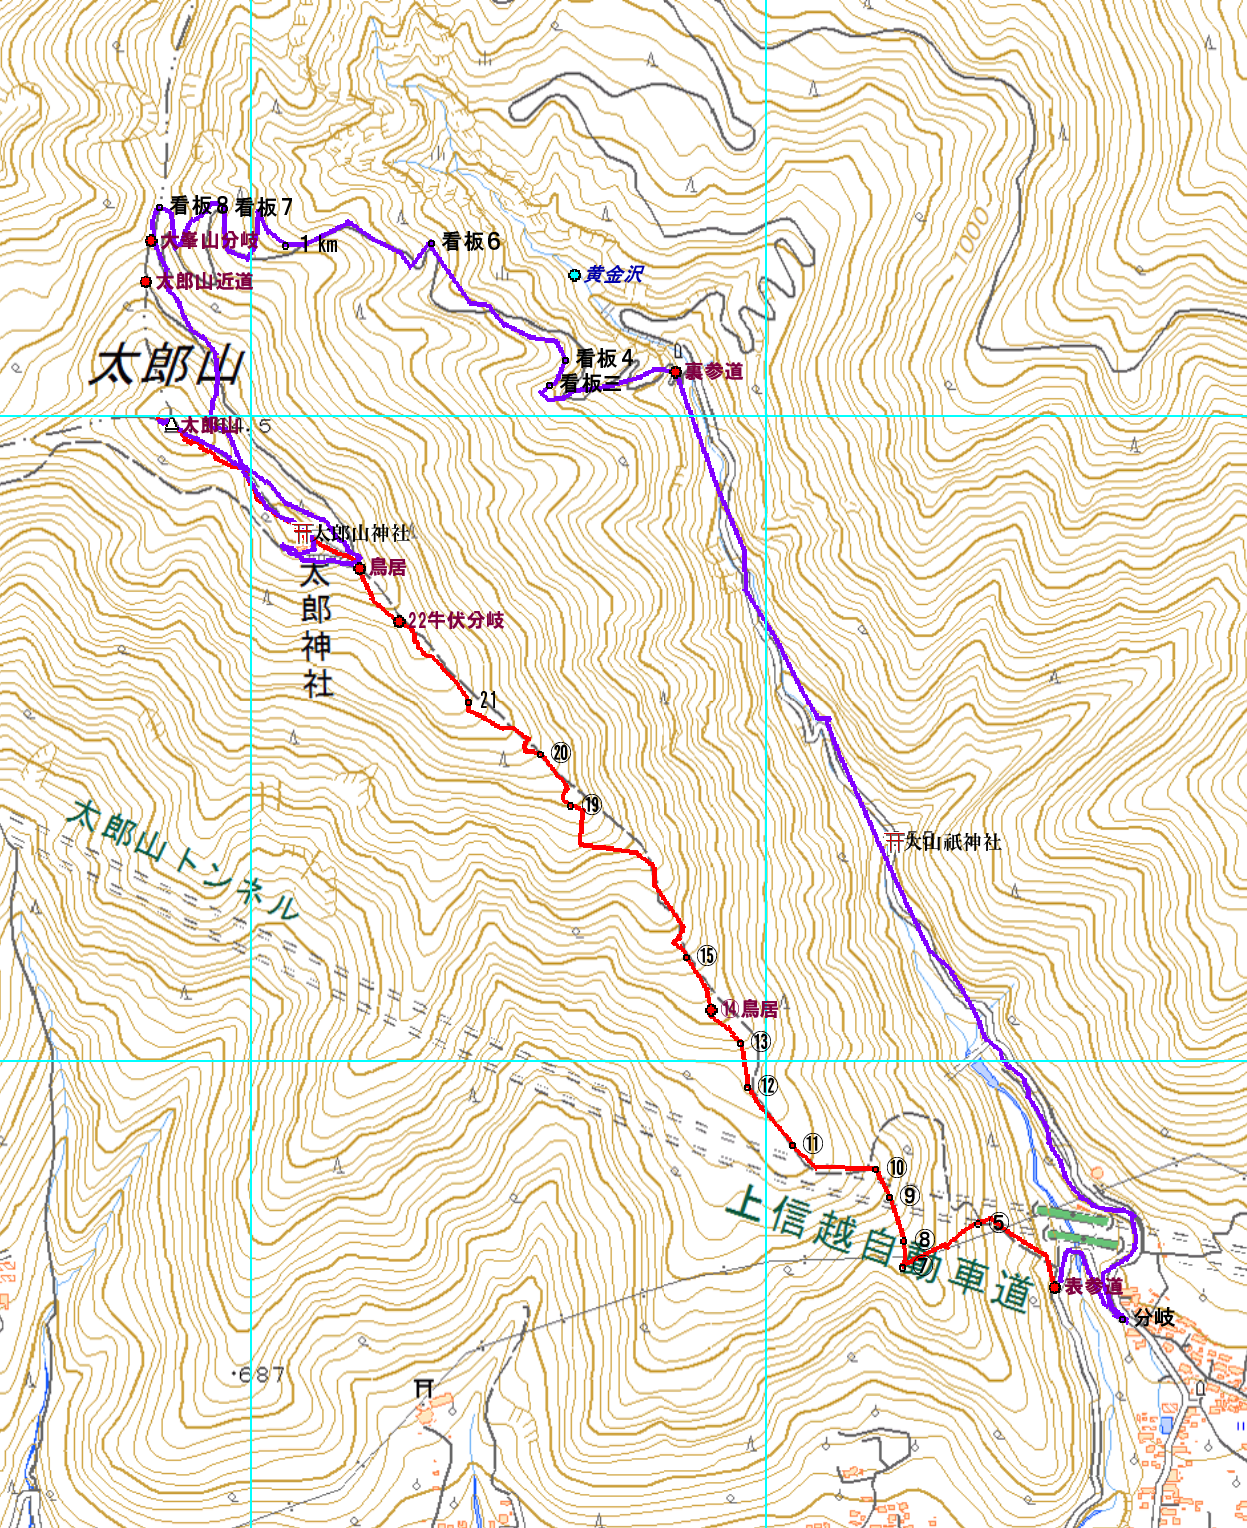 看板8
看板7
大峯山分岐
1 km
看板6
黄金沢
太郎山近道
太郎山
看板4
看板三
裏参道
太郎山
4.5
太郎山神社
鳥居
太郎神社
22牛伏分岐
21
⑳
⑲
太郎山トンネル
大山祇神社
⑮
⑭鳥居
⑬
⑫
⑪
⑩
⑨
⑧
⑦
⑤
上信越自動車道
表参道
分岐
1000
・687